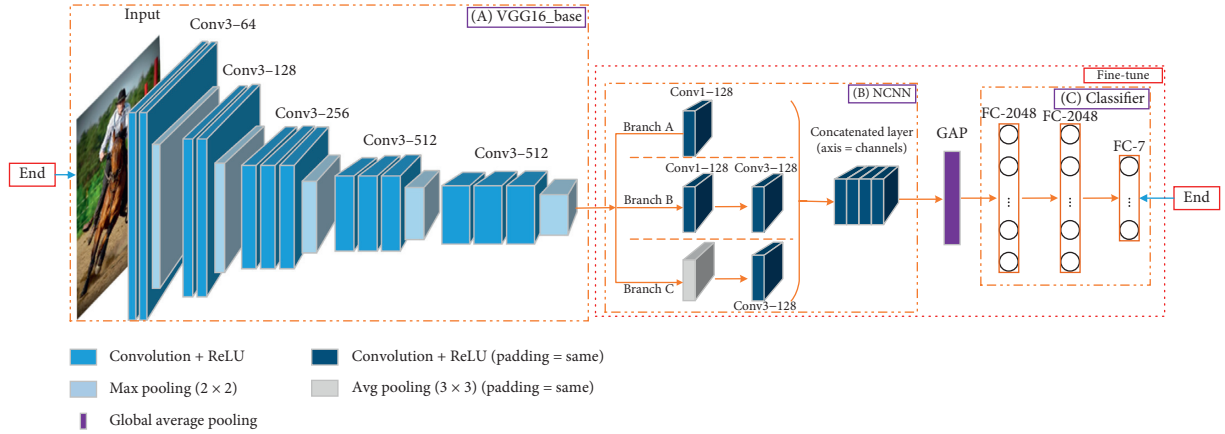 Input
Conv3–64
Conv3–128
Conv3–256
Conv3–512
Conv3–512
(A) VGG16_base
End
Fine-tune
(B) NCNN
Conv1–128
Branch A
Conv1–128
Conv3–128
Branch B
Branch C
Conv3–128
Concatenated layer
(axis = channels)
GAP
(C) Classifier
FC-2048
FC-2048
FC-7
...
...
...
End
Convolution + ReLU
Convolution + ReLU (padding = same)
Max pooling (2 × 2)
Avg pooling (3 × 3) (padding = same)
Global average pooling